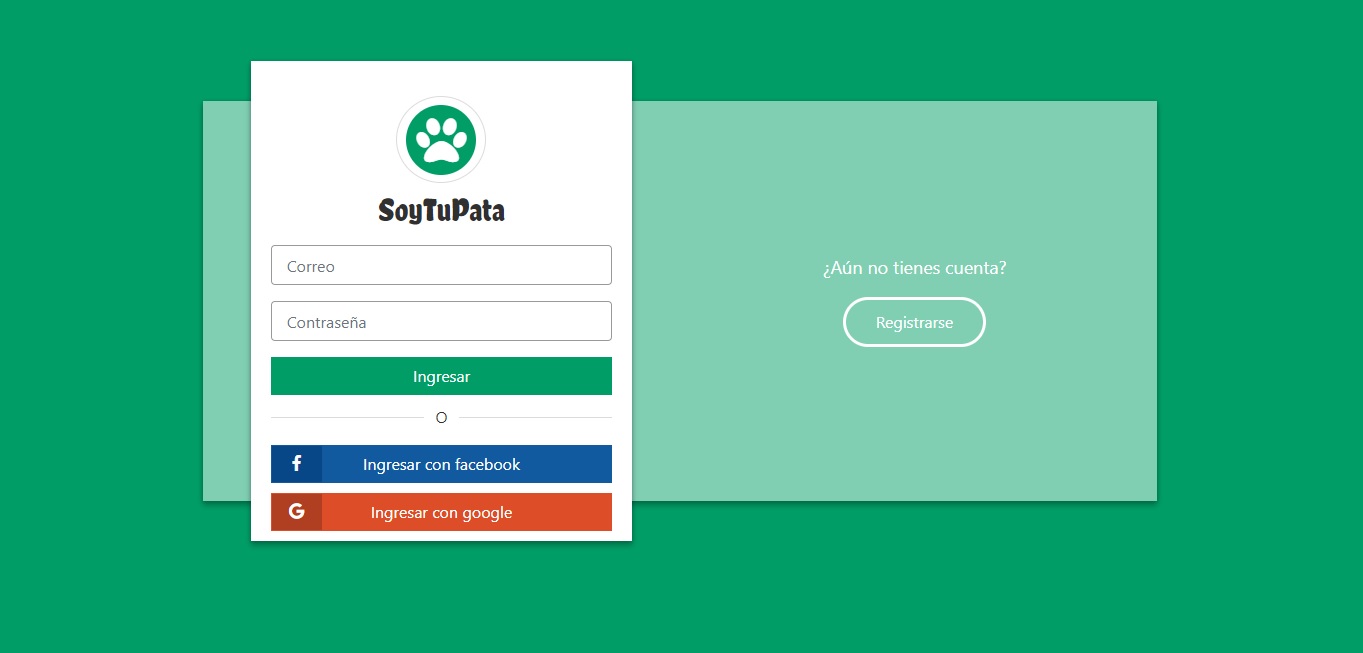 SoyTuPata
Correo
Contraseña
Ingresar
O
Ingresar con facebook
Ingresar con google
¿Aún no tienes cuenta?
Registrarse